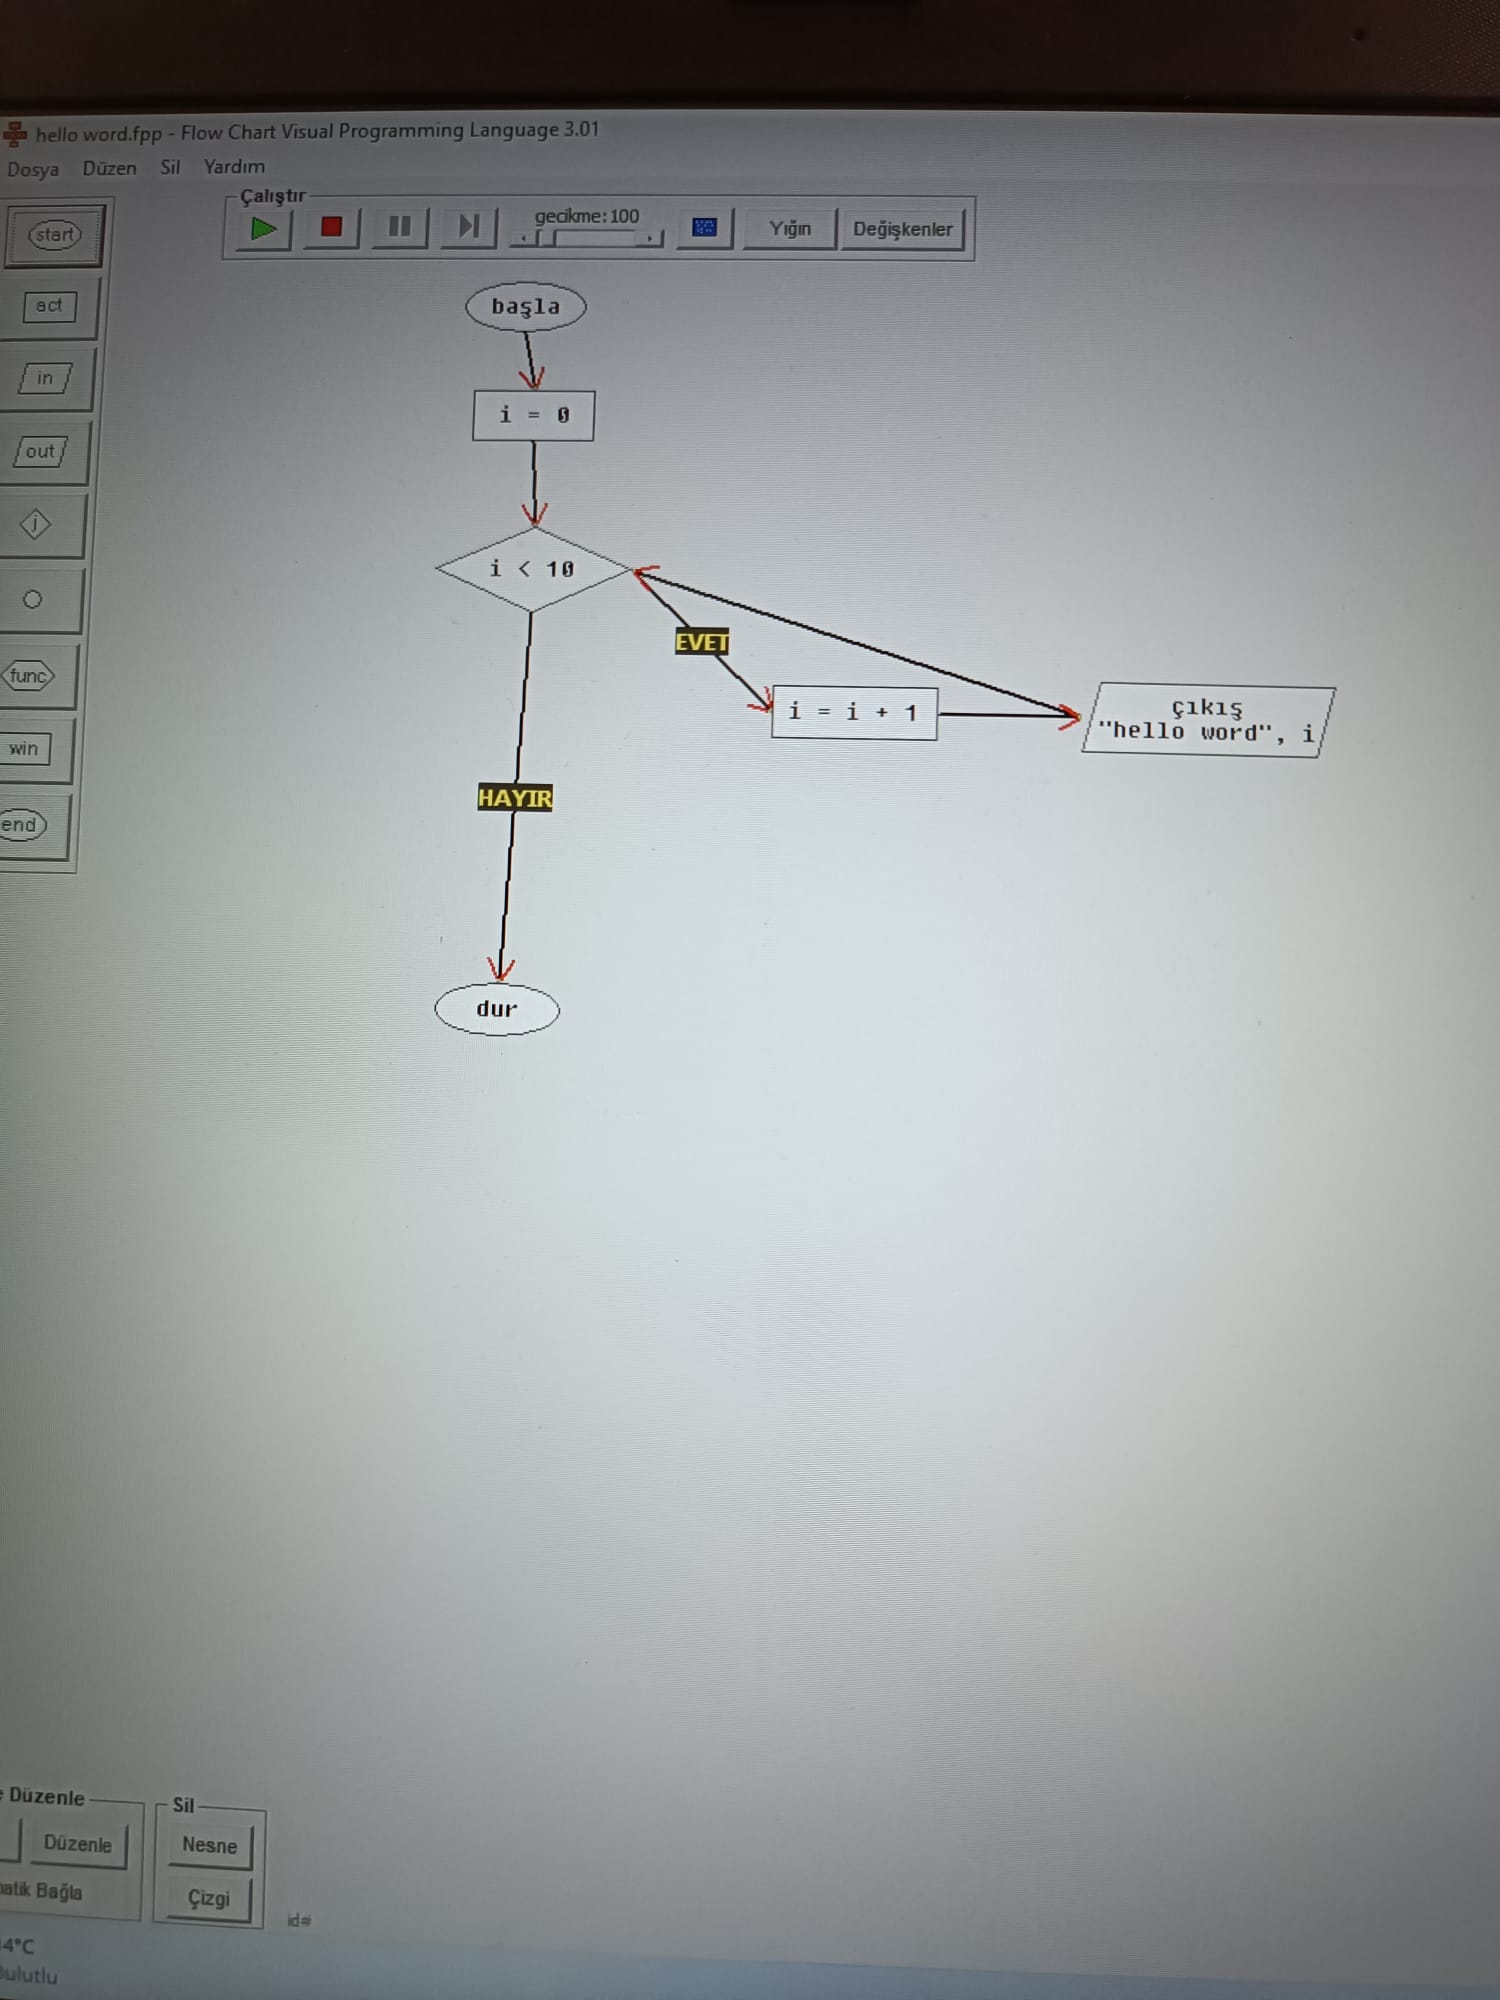 hello word.fpp - Flow Chart Visual Programming Language 3.01
Dosya Düzen Sil Yardım
Çalıştır
gecikme:100
Yığın
Değişkenler
start
act
in
out
j
func
win
end
başla
i = 0
i < 10
EVET
i = i + 1
çıkış
"hello word", i
HAYIR
dur
Düzenle
Düzenle
Bağla
Sil
Nesne
Çizgi
id#
4°C